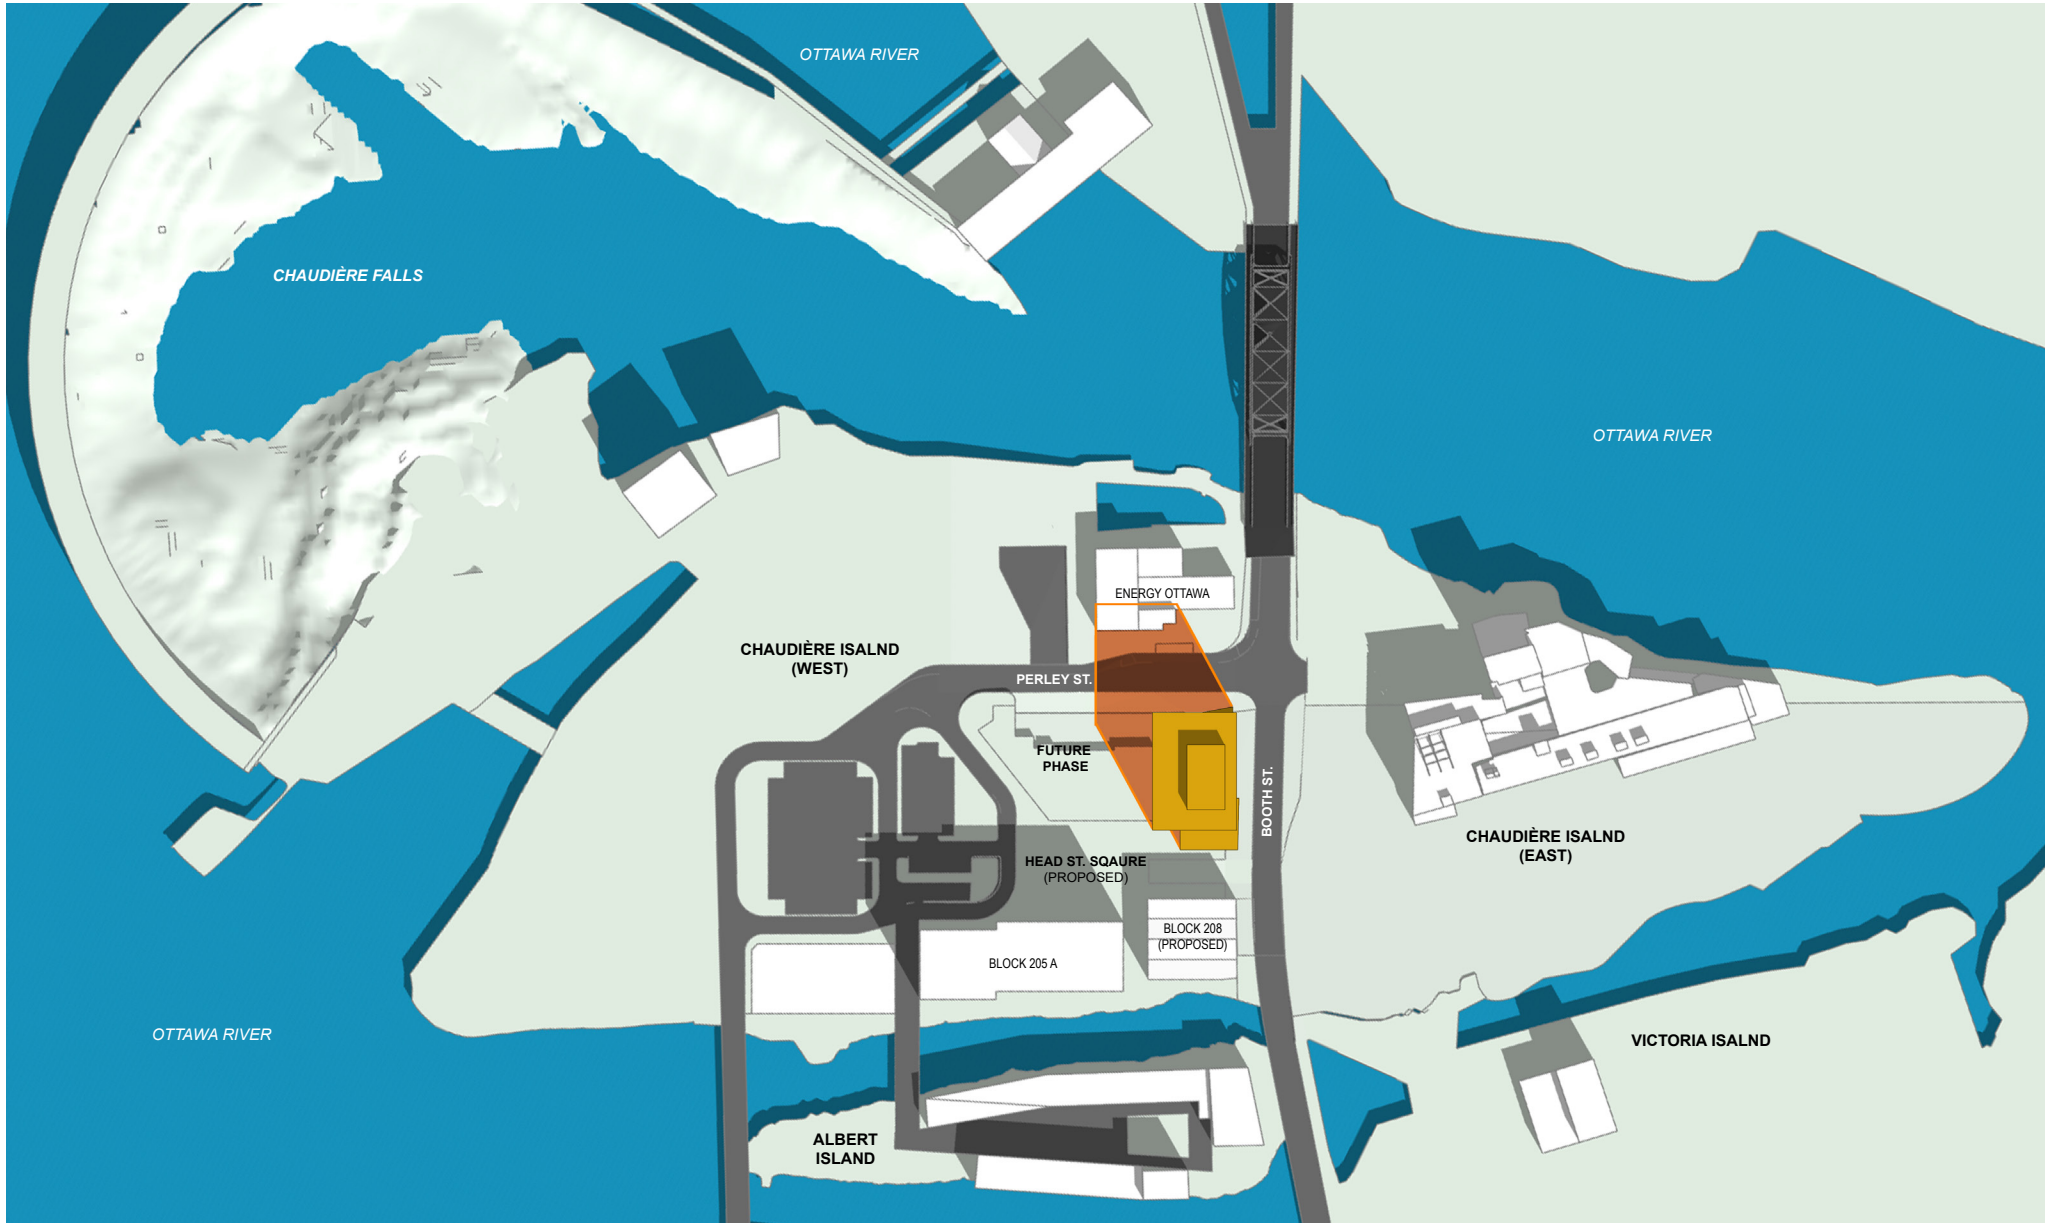 OTTAWA RIVER
CHAUDIÈRE FALLS
OTTAWA RIVER
ENERGY OTTAWA
CHAUDIÈRE ISALND
(WEST)
PERLEY ST.
FUTURE
PHASE
BOOTH ST.
CHAUDIÈRE ISALND
(EAST)
HEAD ST. SQAURE
(PROPOSED)
BLOCK 208
(PROPOSED)
BLOCK 205 A
OTTAWA RIVER
VICTORIA ISALND
ALBERT
ISLAND